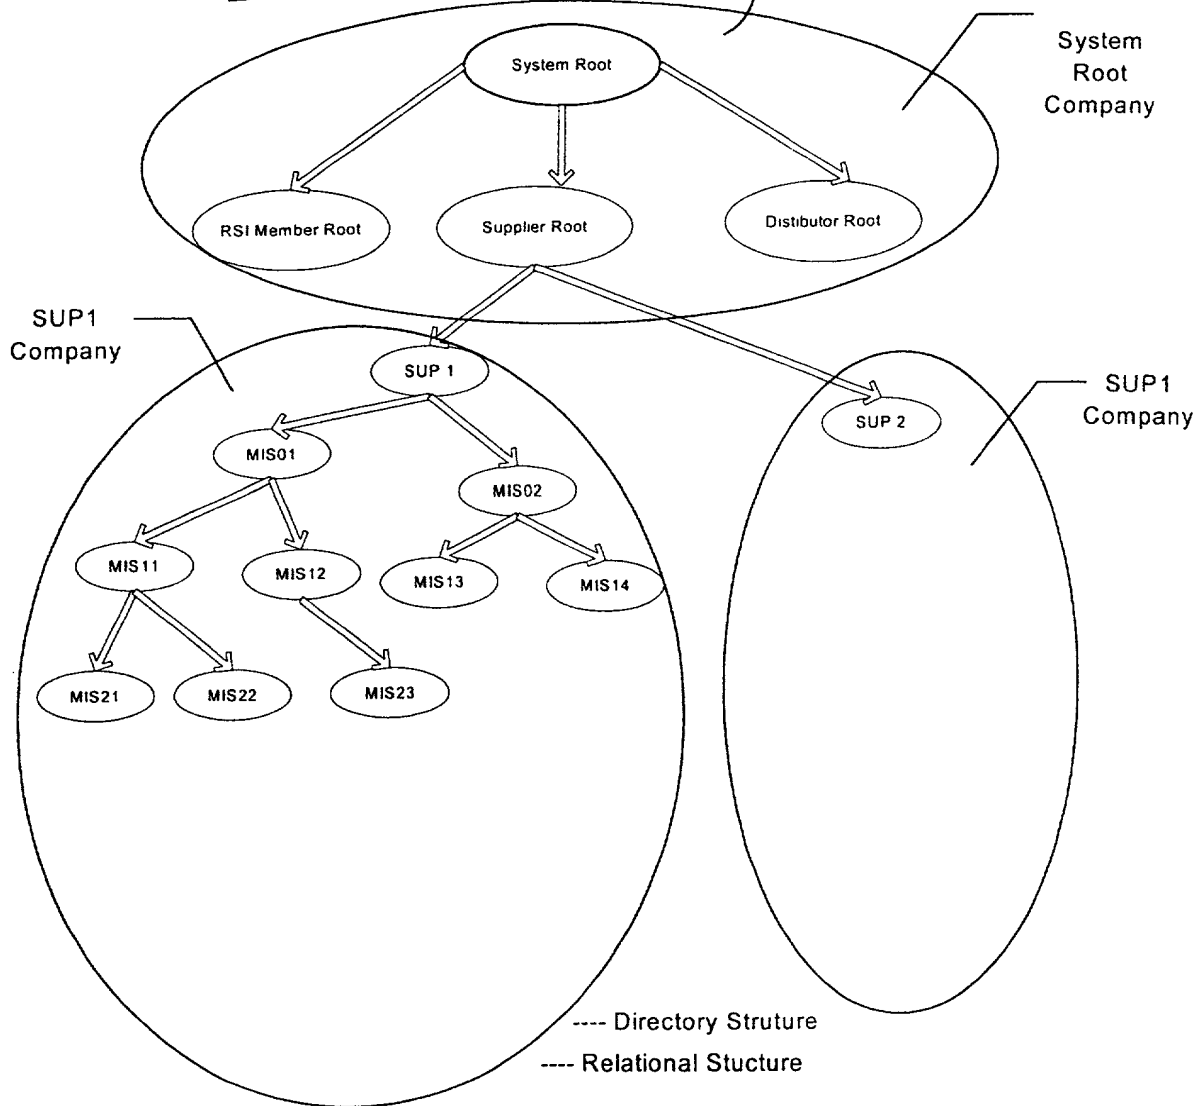 System Root
System
Root
Company
RSI Member Root
Supplier Root
Distibutor Root
SUP1
Company
SUP 1
SUP1
Company
SUP 2
MIS01
MIS02
MIS11
MIS12
MIS13
MIS14
MIS21
MIS22
MIS23
---- Directory Struture
---- Relational Stucture